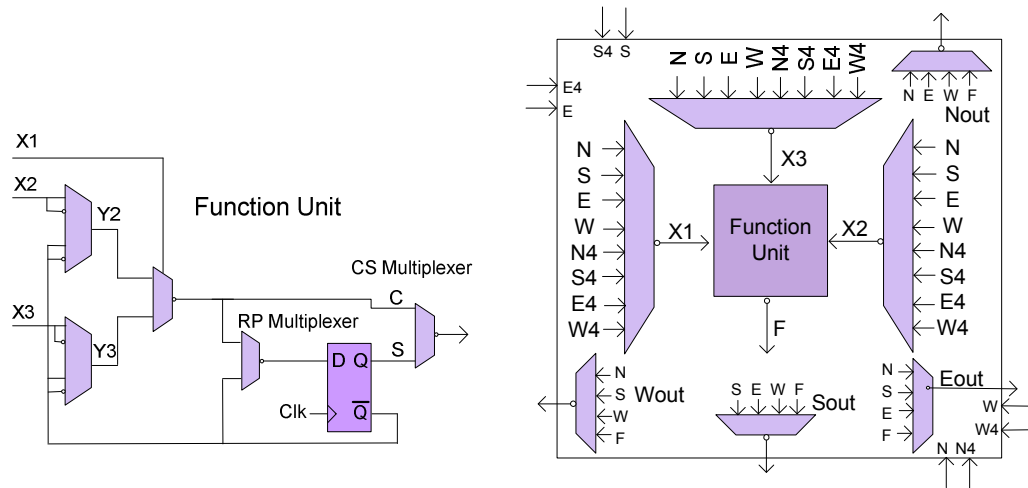 X1
X2
Y2
X3
Y3
Function Unit
CS Multiplexer
C
RP Multiplexer
S
D Q
Clk
Q
S4 S
E4
E
N S E W N4 S4 E4 W4
X3
N E W F
Nout
N
S
E
W
N4
S4
E4
W4
X1
Function
Unit
X2
F
N
S
E
W
N4
S4
E4
W4
N
S
W
F
Wout
S E W F
Sout
N
S
E
F
Eout
W
W4
N N4